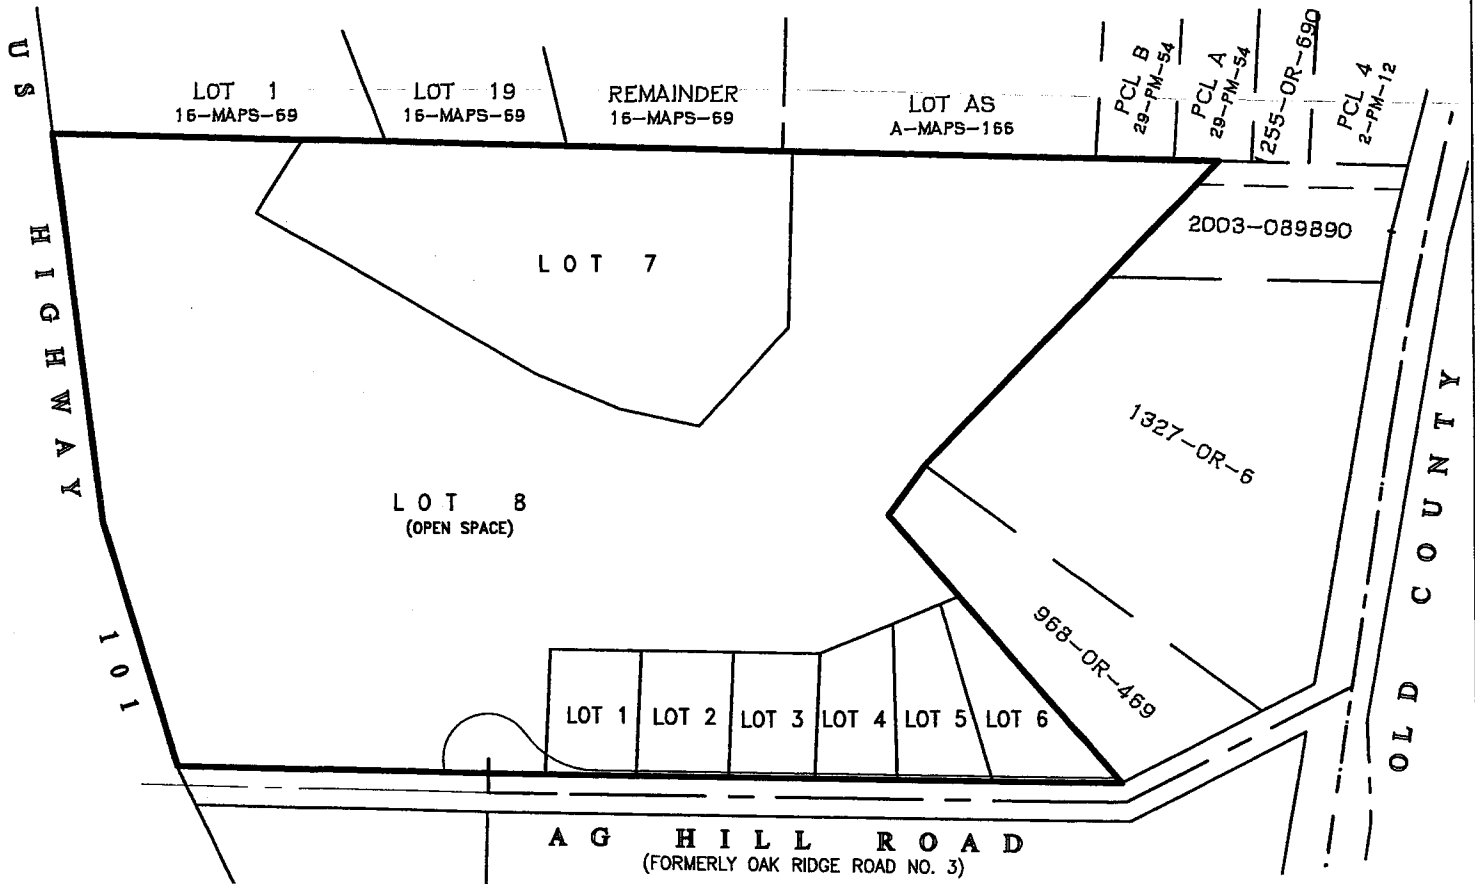 US HIGHWAY 101
LOT 1
16-MAPS-69
LOT 19
16-MAPS-69
REMAINDER
16-MAPS-69
LOT AS
A-MAPS-166
PCL B
29-PM-54
PCL A
29-PM-54
1255-OR-690
PCL 4
2-PM-12
2003-089890
LOT 7
1327-OR-6
LOT 8
(OPEN SPACE)
968-OR-469
LOT 1
LOT 2
LOT 3
LOT 4
LOT 5
LOT 6
OLD COUNTY
AG HILL ROAD
(FORMERLY OAK RIDGE ROAD NO. 3)